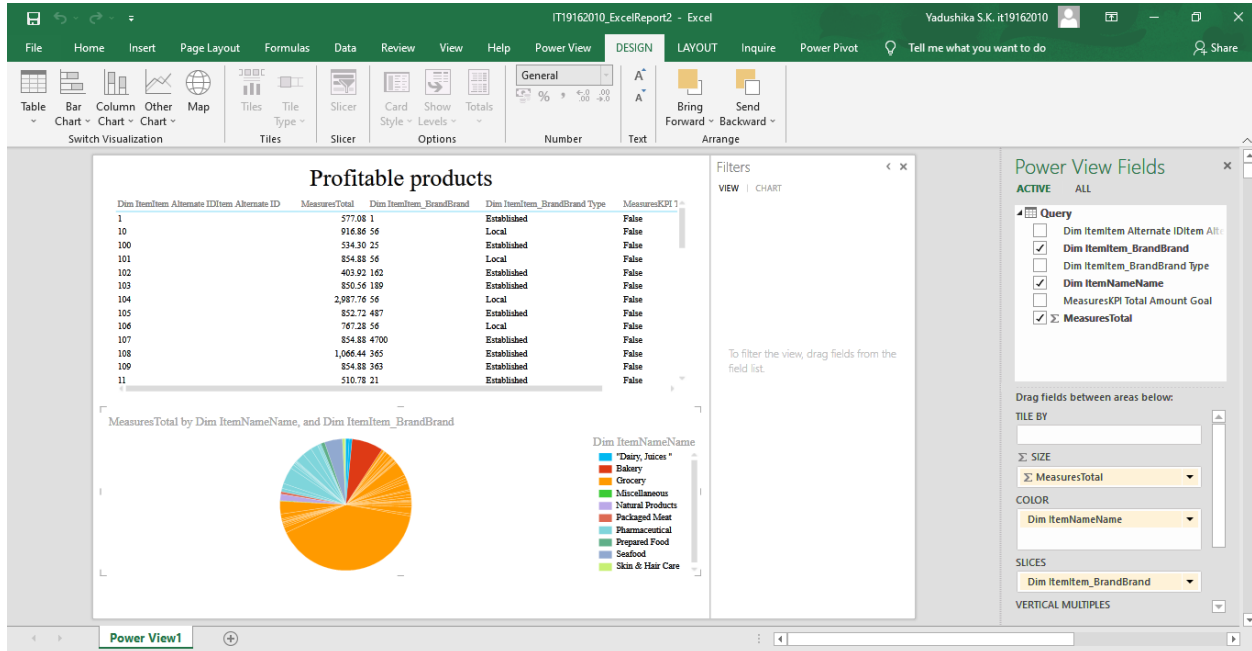 IT19162010_ExcelReport2 - Excel
Yadushika S.K. it19162010
File Home Insert Page Layout Formulas Data Review View Help Power View DESIGN LAYOUT Inquire Power Pivot Tell me what you want to do Share
Table Bar Chart Column Chart Other Chart Map
Switch Visualization
Tiles Tile Type
Tiles
Slicer
Slicer
Card Style Show Levels Totals
Options
General
% , .00 .0
Number
A A
Text
Bring Forward Send Backward
Arrange
Profitable products
Dim ItemItem Alternate IDItem Alternate ID MeasuresTotal Dim ItemItem_BrandBrand Dim ItemItem_BrandBrand Type MeasuresKPI T
1 577.08 1 Established False
10 916.86 56 Local False
100 534.30 25 Established False
101 854.88 56 Local False
102 403.92 162 Established False
103 850.56 189 Established False
104 2,987.76 56 Local False
105 852.72 487 Established False
106 767.28 56 Local False
107 854.88 4700 Established False
108 1,066.44 365 Established False
109 854.88 363 Established False
11 510.78 21 Established False
MeasuresTotal by Dim ItemNameName, and Dim ItemItem_BrandBrand
Dim ItemNameName
"Dairy, Juices "
Bakery
Grocery
Miscellaneous
Natural Products
Packaged Meat
Pharmaceutical
Prepared Food
Seafood
Skin & Hair Care
Filters
VIEW | CHART
To filter the view, drag fields from the
field list.
Power View Fields
ACTIVE ALL
Query
Dim ItemItem Alternate IDItem Alte
Dim ItemItem_BrandBrand
Dim ItemItem_BrandBrand Type
Dim ItemNameName
MeasuresKPI Total Amount Goal
Σ MeasuresTotal
Drag fields between areas below:
TILE BY
Σ SIZE
Σ MeasuresTotal
COLOR
Dim ItemNameName
SLICES
Dim ItemItem_BrandBrand
VERTICAL MULTIPLES
Power View1